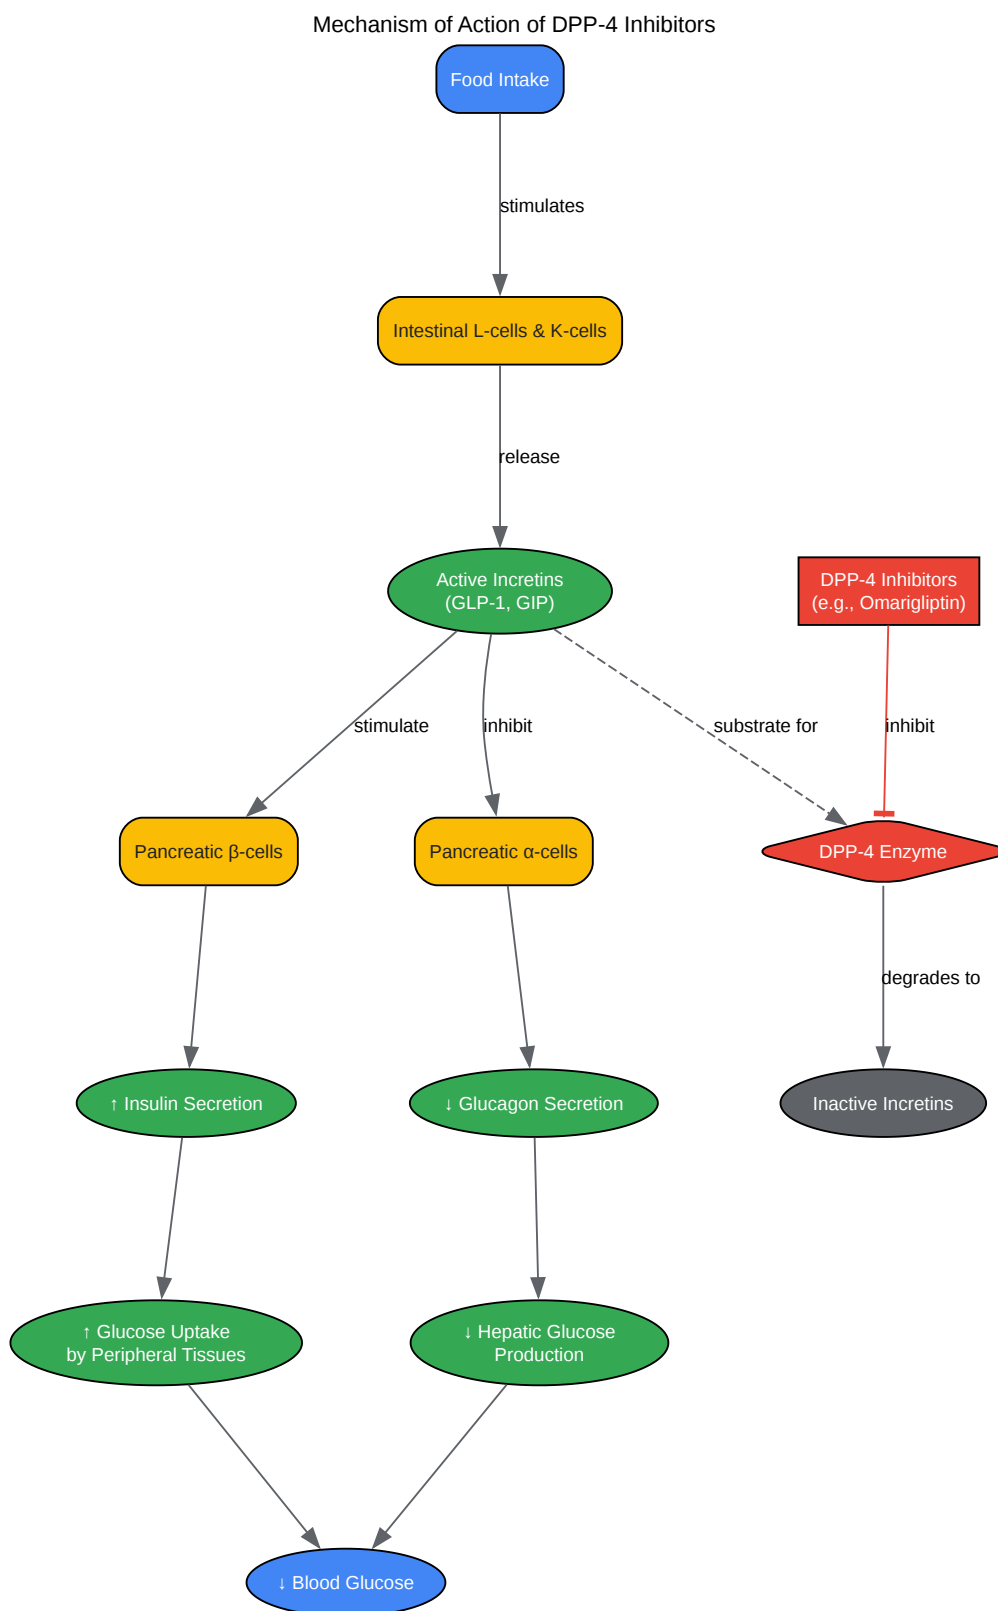 Mechanism of Action of DPP-4 Inhibitors
Food Intake
stimulates
Intestinal L-cells & K-cells
release
Active Incretins
(GLP-1, GIP)
DPP-4 Inhibitors
(e.g., Omarigliptin)
stimulate
inhibit
substrate for
inhibit
Pancreatic β-cells
Pancreatic α-cells
DPP-4 Enzyme
degrades to
↑ Insulin Secretion
↓ Glucagon Secretion
Inactive Incretins
↑ Glucose Uptake
by Peripheral Tissues
↓ Hepatic Glucose
Production
↓ Blood Glucose